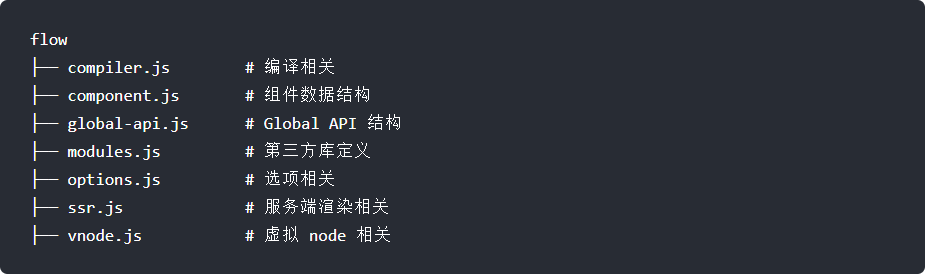 flow
├── compiler.js        # 编译相关
├── component.js       # 组件数据结构
├── global-api.js      # Global API 结构
├── modules.js         # 第三方库定义
├── options.js         # 选项相关
├── ssr.js             # 服务端渲染相关
├── vnode.js           # 虚拟 node 相关